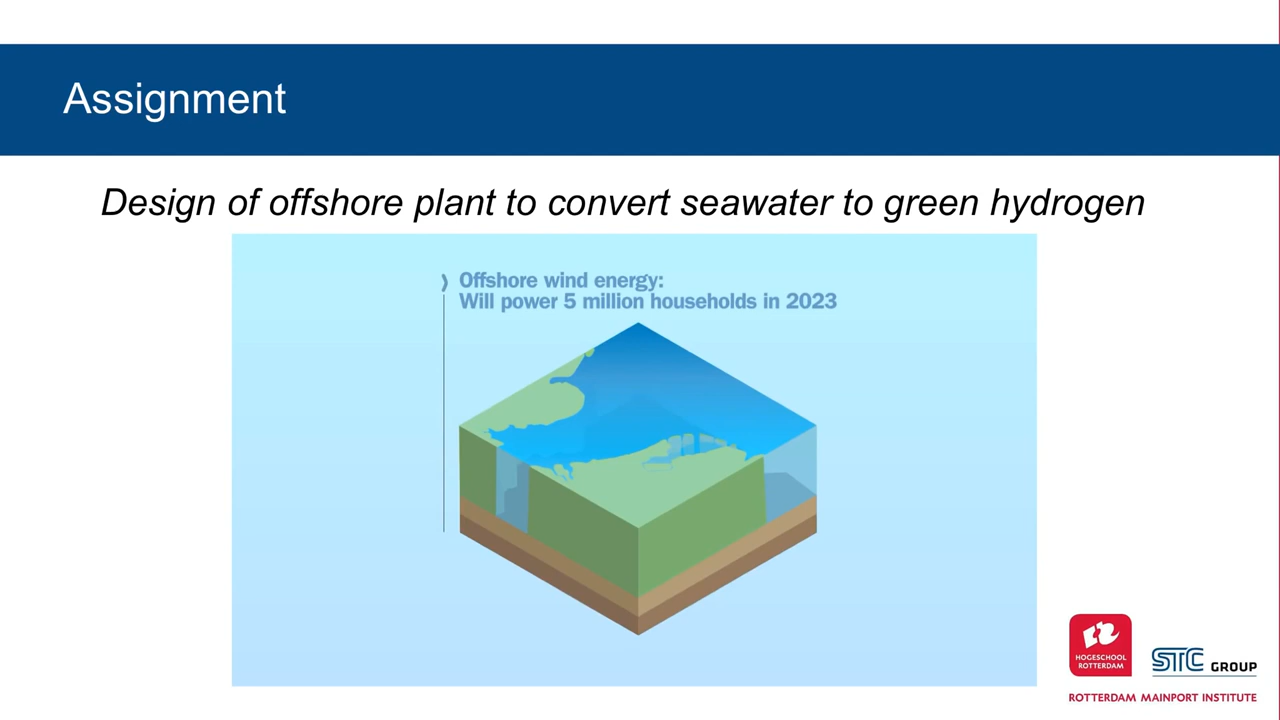 Assignment
Design of offshore plant to convert seawater to green hydrogen
Offshore wind energy:
Will power 5 million households in 2023
HOGESCHOOL
ROTTERDAM
STC GROUP
ROTTERDAM MAINPORT INSTITUTE